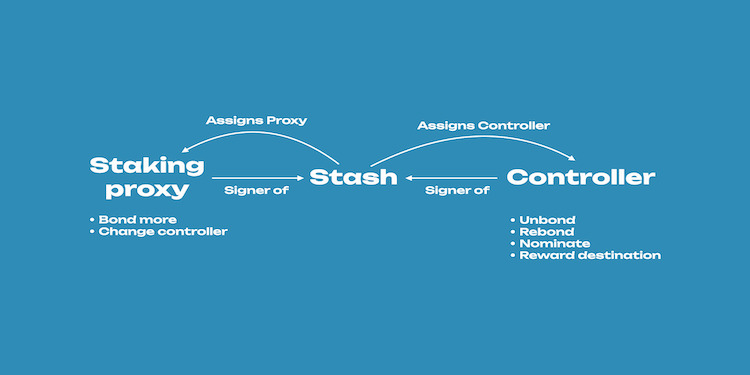 Assigns Proxy
Assigns Controller
Staking
proxy
Signer of
Stash
Signer of
Controller
• Bond more
• Change controller
• Unbond
• Rebond
• Nominate
• Reward destination